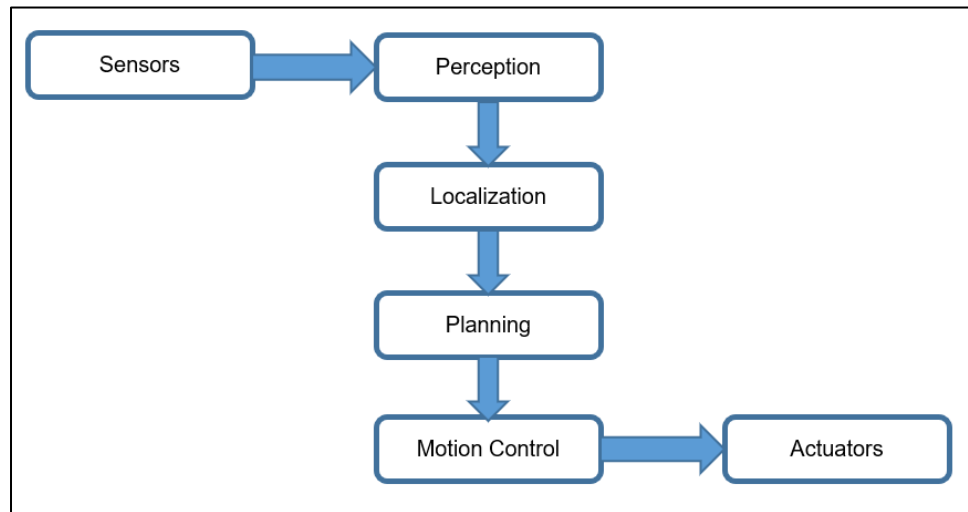 Sensors
Perception
Localization
Planning
Motion Control
Actuators